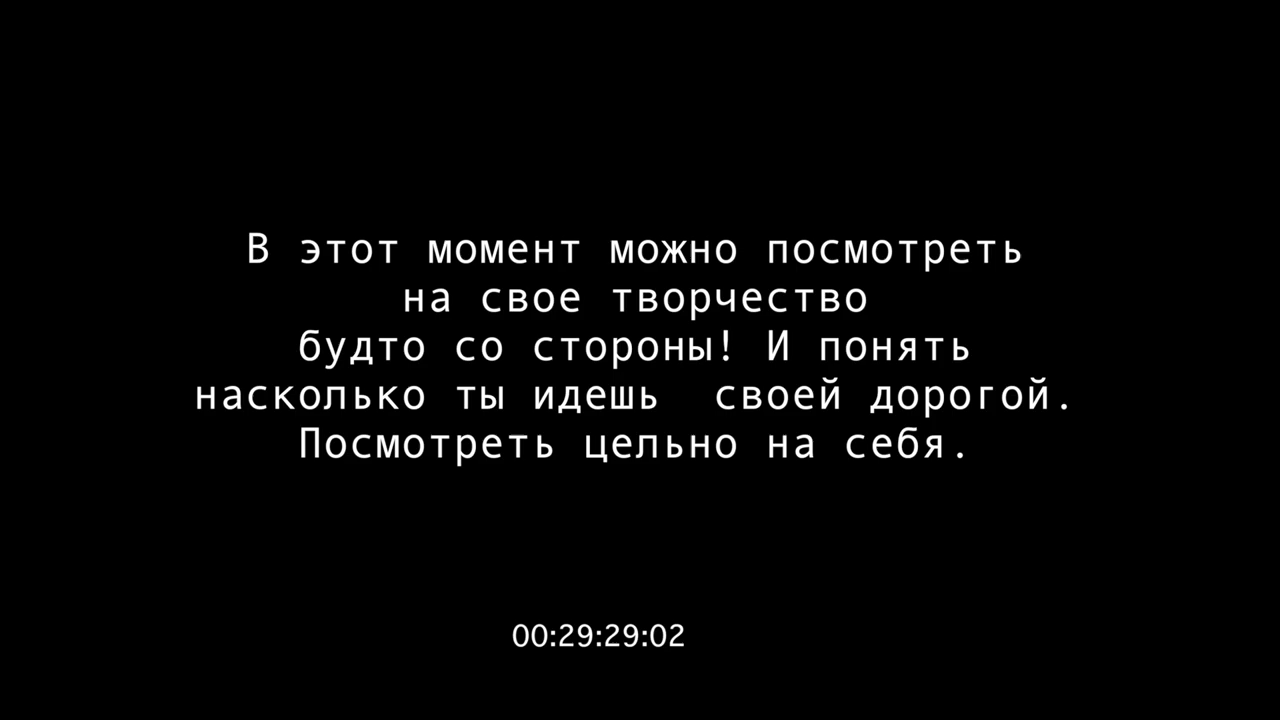 В этот момент можно посмотреть
на свое творчество
будто со стороны! И понять
насколько ты идешь  своей дорогой.
Посмотреть цельно на себя.
00:29:29:02